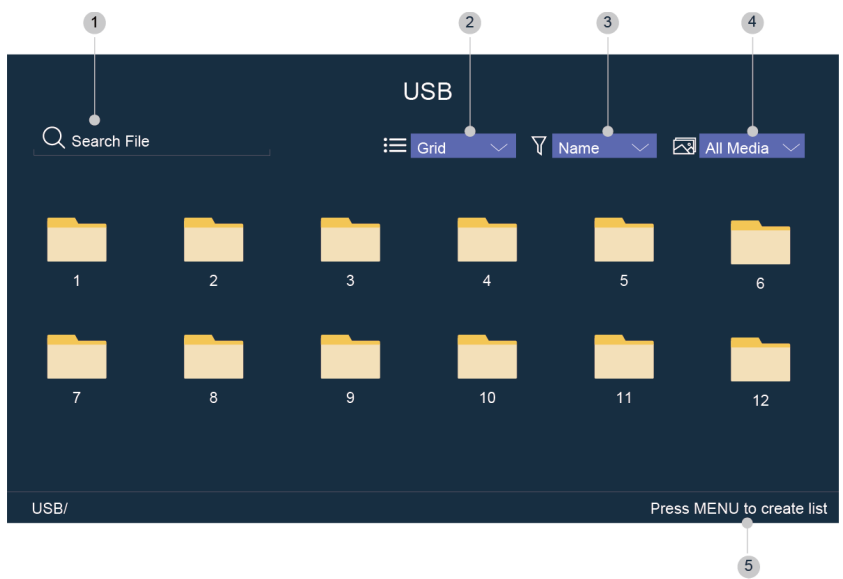 1 2 3 4
USB
Search File
Grid Name All Media
1 2 3 4 5 6
7 8 9 10 11 12
USB/ Press MENU to create list
5